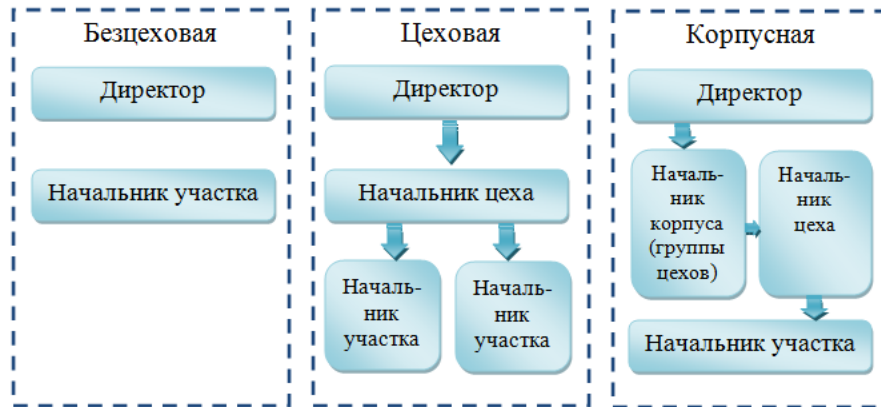 Безцеховая
Директор
Начальник участка
Цеховая
Директор
Начальник цеха
Началь-
ник
участка
Началь-
ник
участка
Корпусная
Директор
Началь-
ник
корпуса
(группы
цехов)
Началь-
ник
цеха
Начальник участка